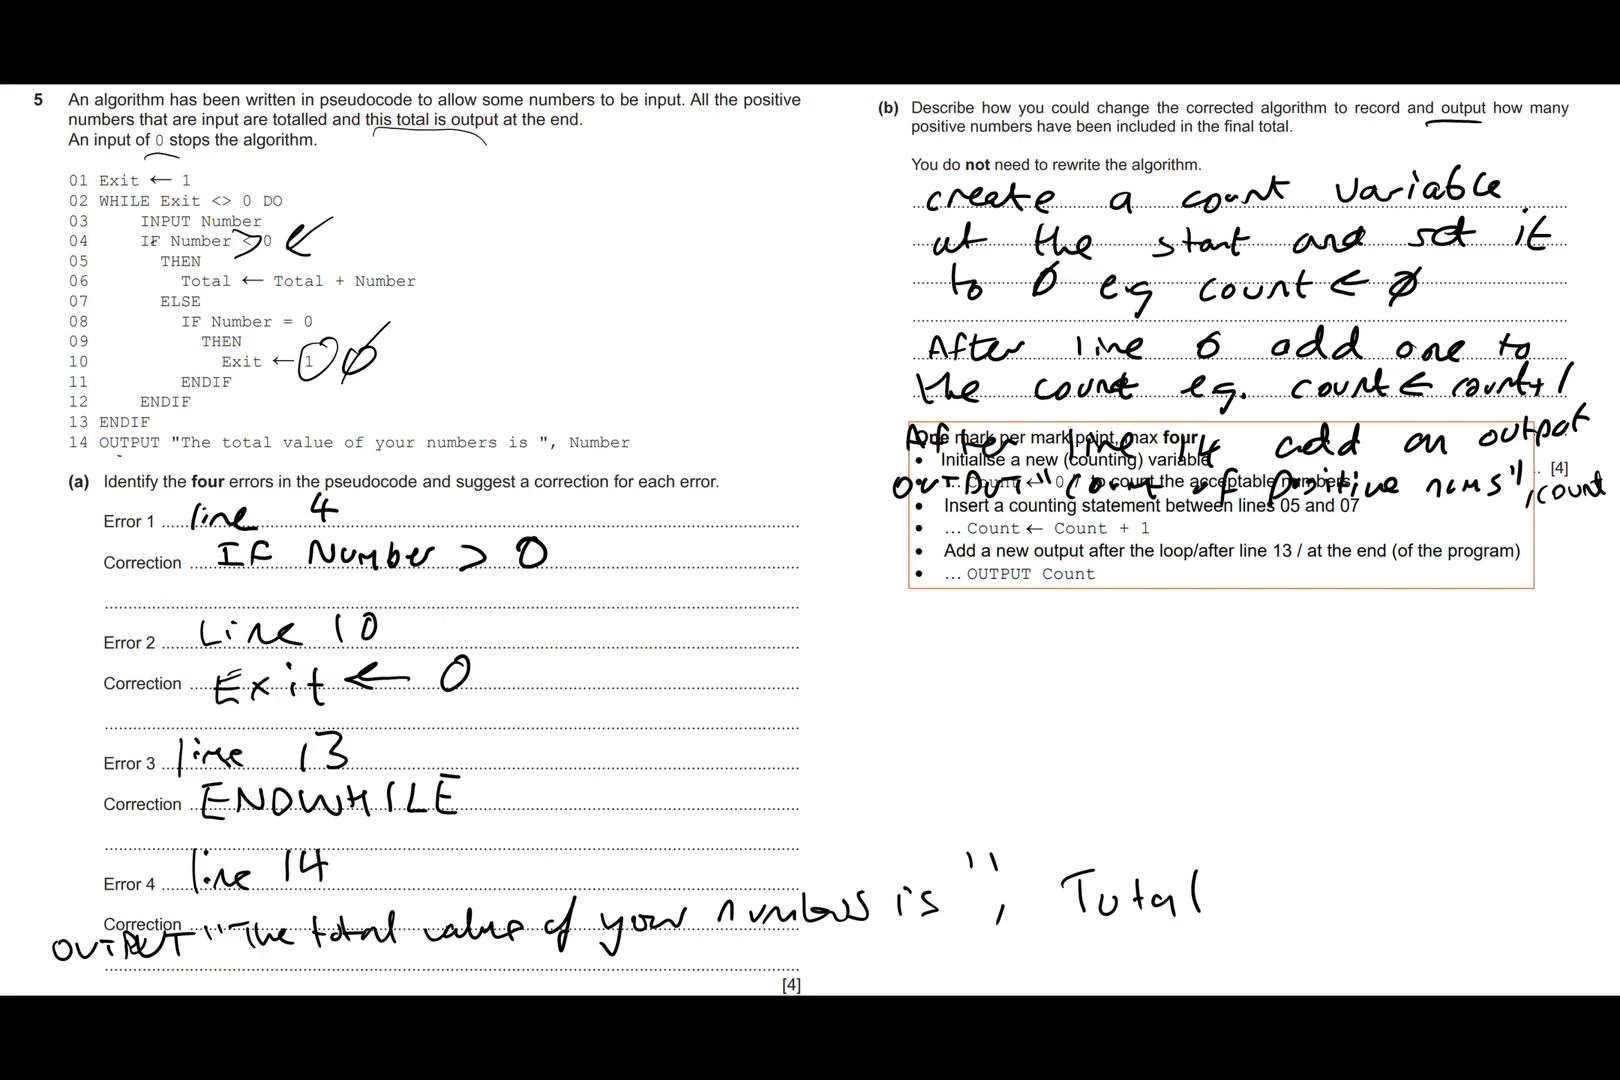 5 An algorithm has been written in pseudocode to allow some numbers to be input. All the positive
numbers that are input are totalled and this total is output at the end.
An input of 0 stops the algorithm.
01 Exit ← 1
02 WHILE Exit <> 0 DO
03 INPUT Number
04 IF Number < 0 >
05 THEN
06 Total ← Total + Number
07 ELSE
08 IF Number = 0
09 THEN
10 Exit ← 1 0
11 ENDIF
12 ENDIF
13 ENDIF
14 OUTPUT "The total value of your numbers is ", Number
(a) Identify the four errors in the pseudocode and suggest a correction for each error.
Error 1 line 4
Correction IF Number > 0
Error 2 Line 10
Correction Exit ← 0
Error 3 line 13
Correction ENDWHILE
Error 4 line 14
Correction
OUTPUT "The total value of your numbers is ", Total
[4]
(b) Describe how you could change the corrected algorithm to record and output how many
positive numbers have been included in the final total.
You do not need to rewrite the algorithm.
create a count variable
at the start and set it
to 0 eg count ← 0
After line 6 add one to
the count eg. count ← count + 1
After line 14 add an output
OUTPUT "count of positive nums", count
[4]
One mark per mark point, max four
• Initialise a new (counting) variable
• … Count ← 0 / to count the acceptable numbers
• Insert a counting statement between lines 05 and 07
• … Count ← Count + 1
• Add a new output after the loop/after line 13 / at the end (of the program)
• … OUTPUT Count